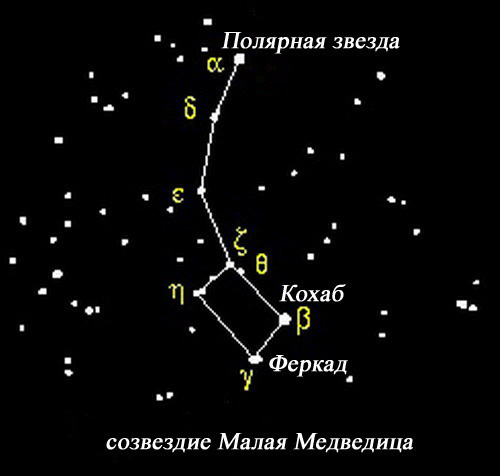 Полярная звезда
α
δ
ε
ζ
θ
η
Кохаб
β
Феркад
γ
созвездие Малая Медведица